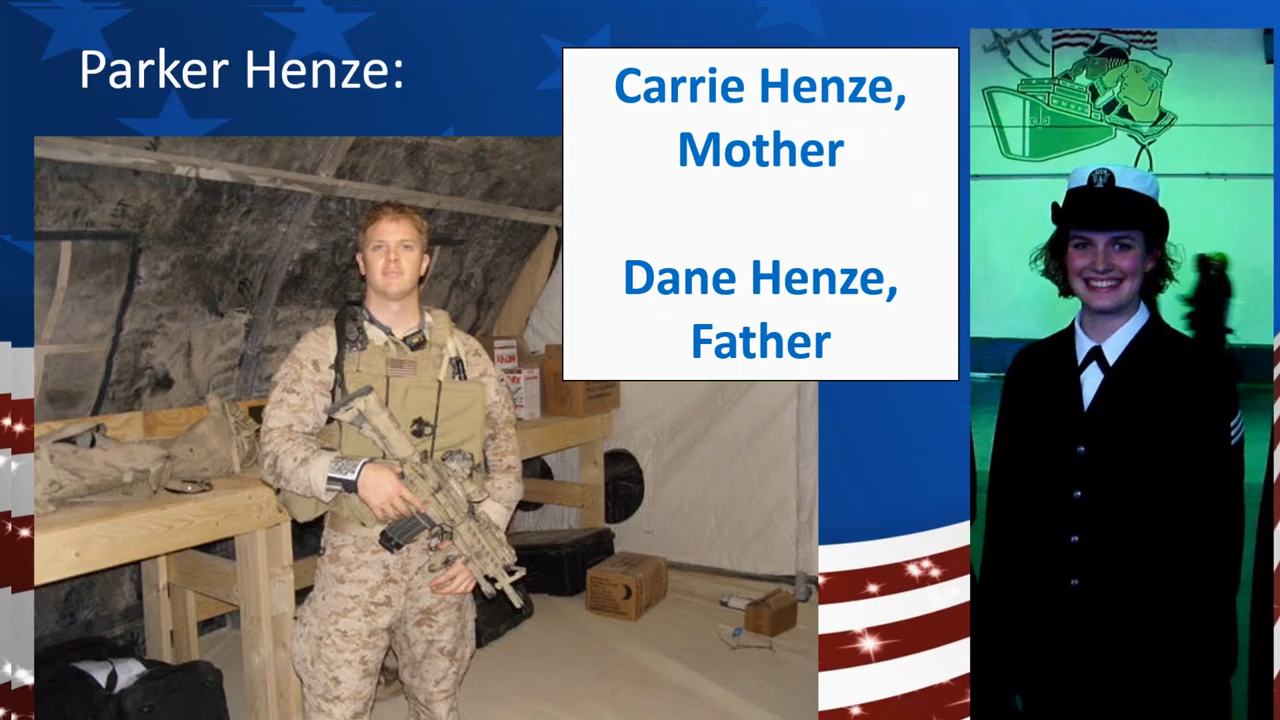 Parker Henze:
Carrie Henze,
Mother
Dane Henze,
Father